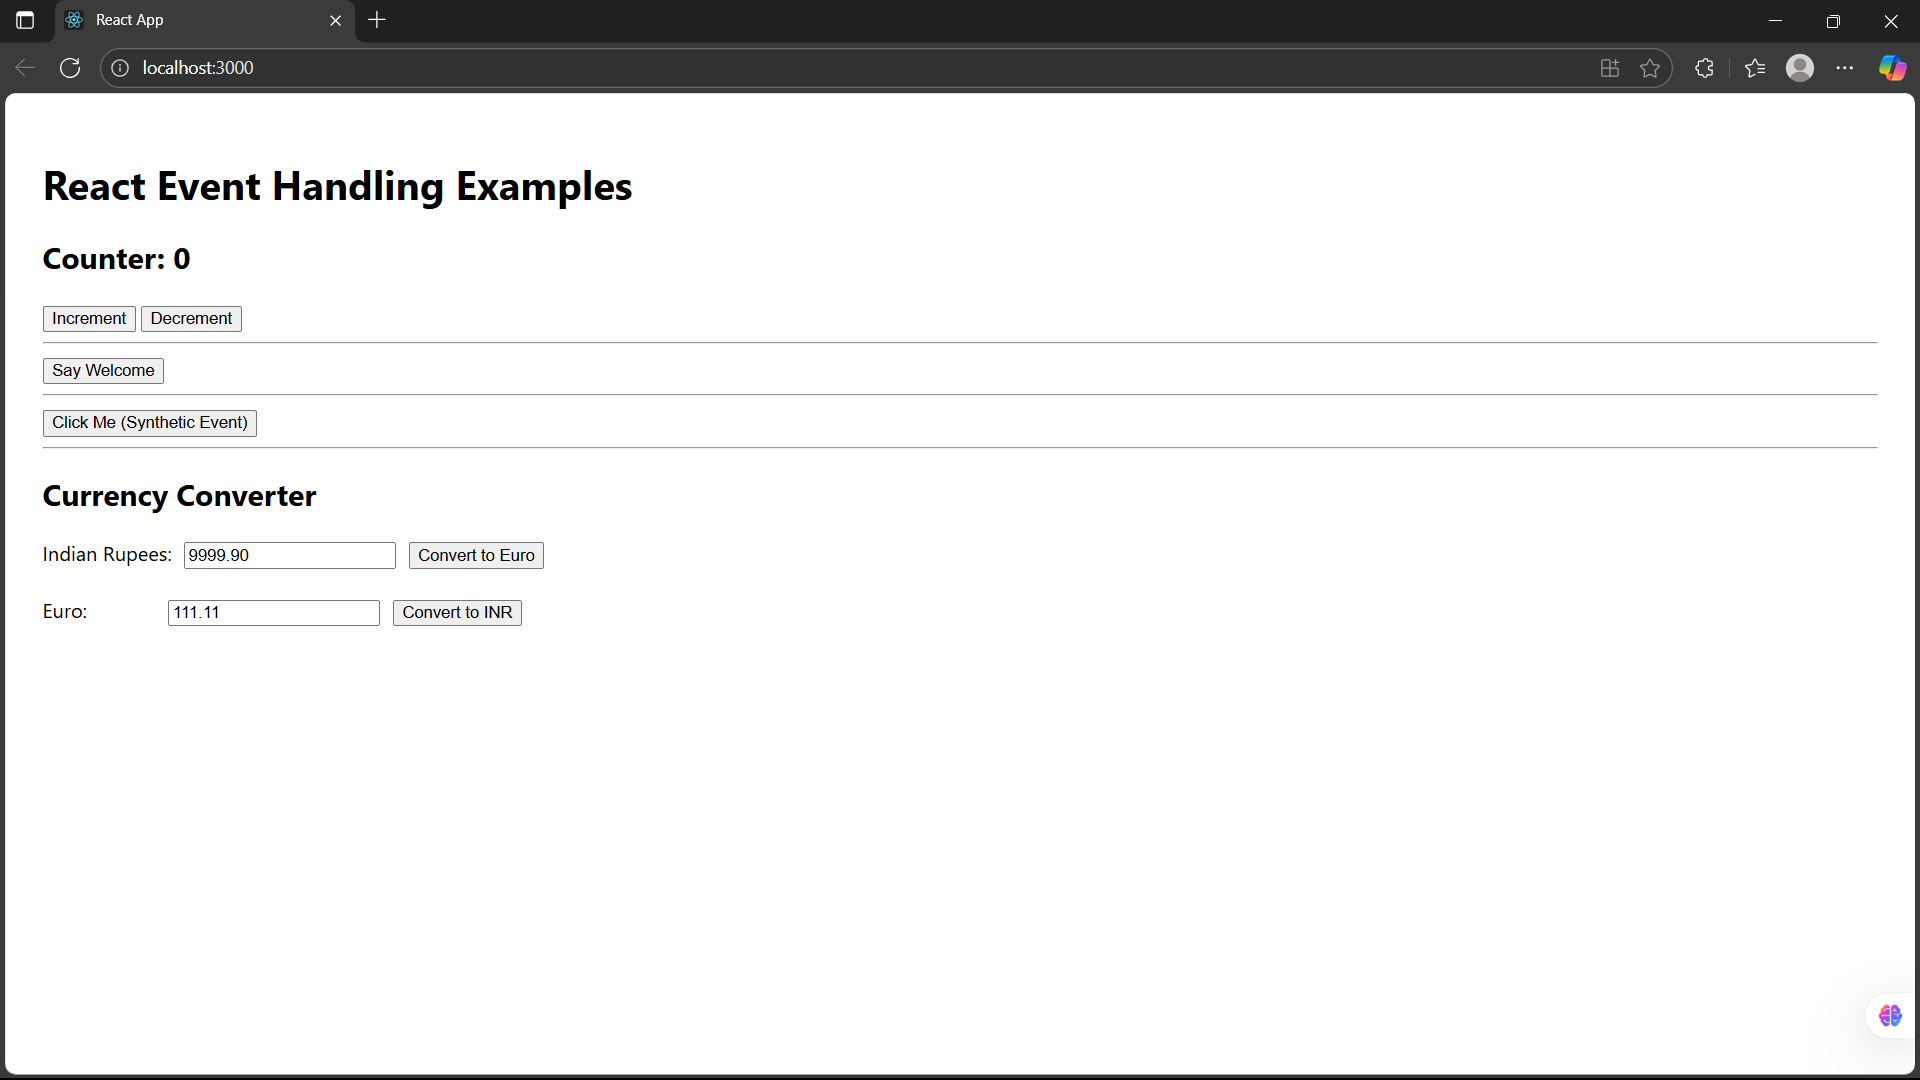 React App
localhost:3000
React Event Handling Examples
Counter: 0
Increment Decrement
Say Welcome
Click Me (Synthetic Event)
Currency Converter
Indian Rupees: 9999.90 Convert to Euro
Euro: 111.11 Convert to INR